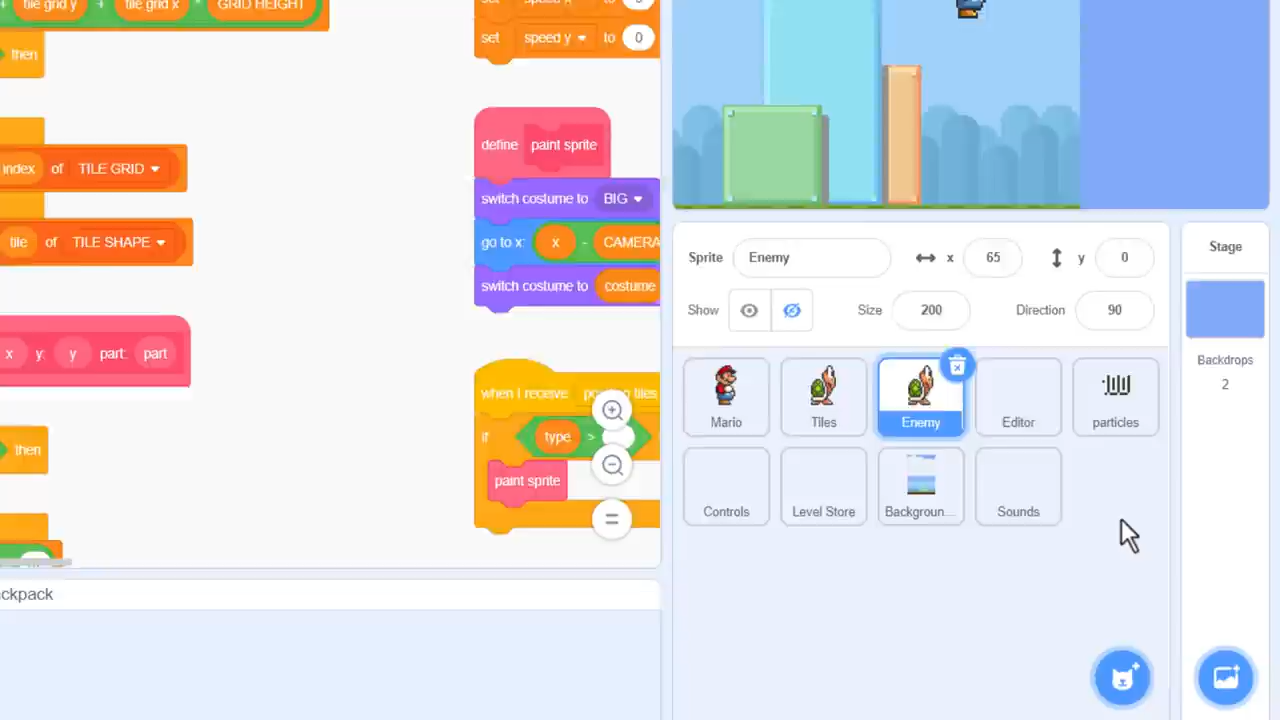 tile grid y + tile grid x * GRID HEIGHT
then
index of TILE GRID
tile of TILE SHAPE
x y: y part: part
then
set
set speed y to 0
define paint sprite
switch costume to BIG
go to x: x - CAMERA
switch costume to costume
when I receive tiles
if type >
paint sprite
=
ckpack
Sprite Enemy x 65 y 0
Show Size 200 Direction 90
Mario
Tiles
Enemy
Editor
particles
Controls
Level Store
Backgroun...
Sounds
Stage
Backdrops
2